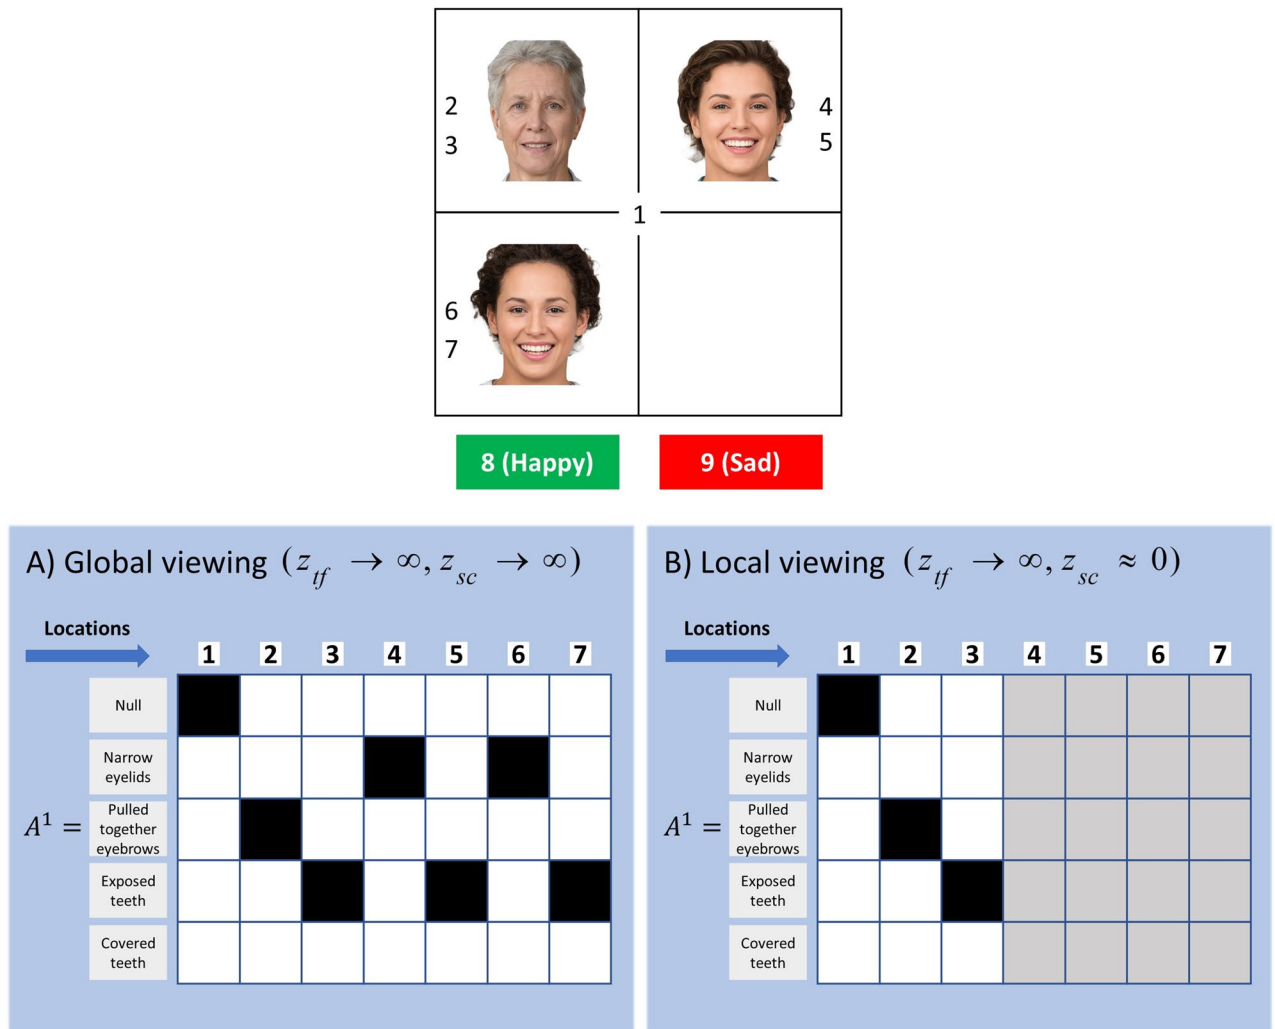 2
3
4
5
1
6
7
8 (Happy)
9 (Sad)
A) Global viewing (z_tf → ∞, z_sc → ∞)
Locations
1 2 3 4 5 6 7
Null
Narrow
eyelids
Pulled
together
eyebrows
Exposed
teeth
Covered
teeth
A¹ =
B) Local viewing (z_tf → ∞, z_sc ≈ 0)
Locations
1 2 3 4 5 6 7
Null
Narrow
eyelids
Pulled
together
eyebrows
Exposed
teeth
Covered
teeth
A¹ =